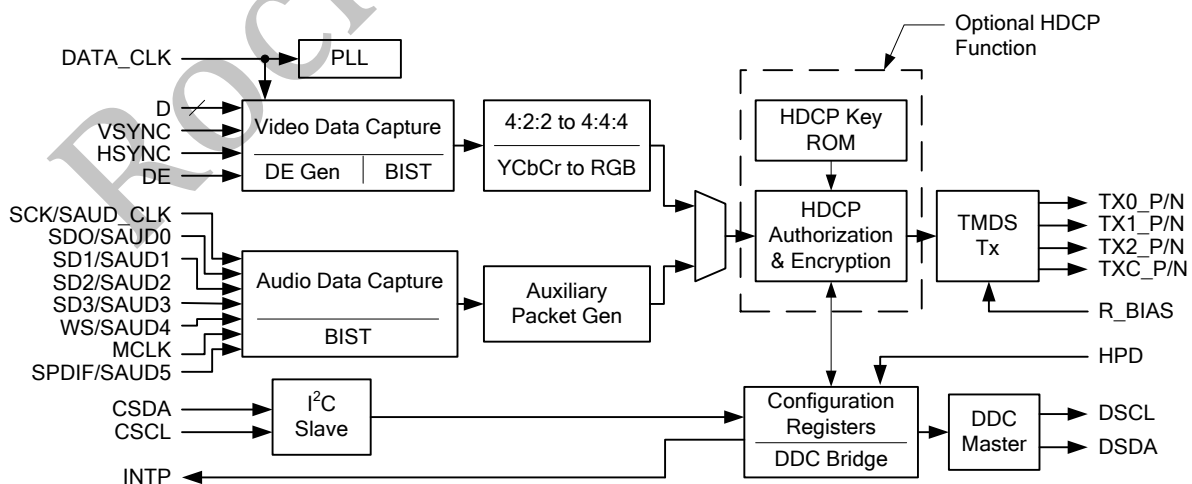 Optional HDCP
Function
DATA_CLK
PLL
D
VSYNC
HSYNC
DE
Video Data Capture
DE Gen
BIST
4:2:2 to 4:4:4
YCbCr to RGB
HDCP Key
ROM
SCK/SAUD_CLK
SDO/SAUD0
SD1/SAUD1
SD2/SAUD2
SD3/SAUD3
WS/SAUD4
MCLK
SPDIF/SAUD5
Audio Data Capture
BIST
Auxiliary
Packet Gen
HDCP
Authorization
& Encryption
TMDS
Tx
TX0_P/N
TX1_P/N
TX2_P/N
TXC_P/N
R_BIAS
HPD
CSDA
CSCL
I²C
Slave
Configuration
Registers
DDC Bridge
DDC
Master
DSCL
DSDA
INTP